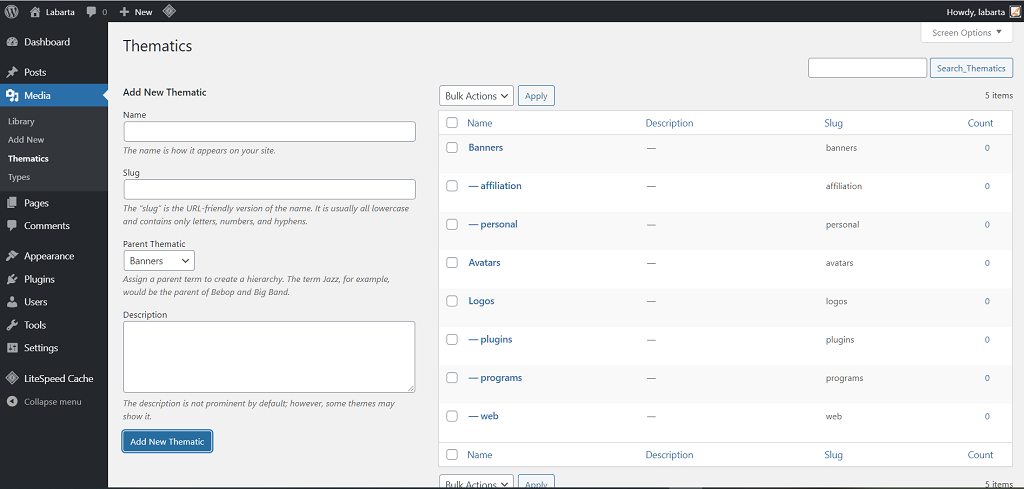 Labarta 0 New Howdy, labarta
Screen Options
Dashboard
Posts
Media
Library
Add New
Thematics
Types
Pages
Comments
Appearance
Plugins
Users
Tools
Settings
LiteSpeed Cache
Collapse menu
Thematics
Search_Thematics
Add New Thematic
Name
The name is how it appears on your site.
Slug
The "slug" is the URL-friendly version of the name. It is usually all lowercase
and contains only letters, numbers, and hyphens.
Parent Thematic
Banners
Assign a parent term to create a hierarchy. The term Jazz, for example,
would be the parent of Bebop and Big Band.
Description
The description is not prominent by default; however, some themes may
show it.
Add New Thematic
Bulk Actions Apply 5 items
Name Description Slug Count
Banners — banners 0
— affiliation — affiliation 0
— personal — personal 0
Avatars — avatars 0
Logos — logos 0
— plugins — plugins 0
— programs — programs 0
— web — web 0
Name Description Slug Count
Bulk Actions Apply 5 items